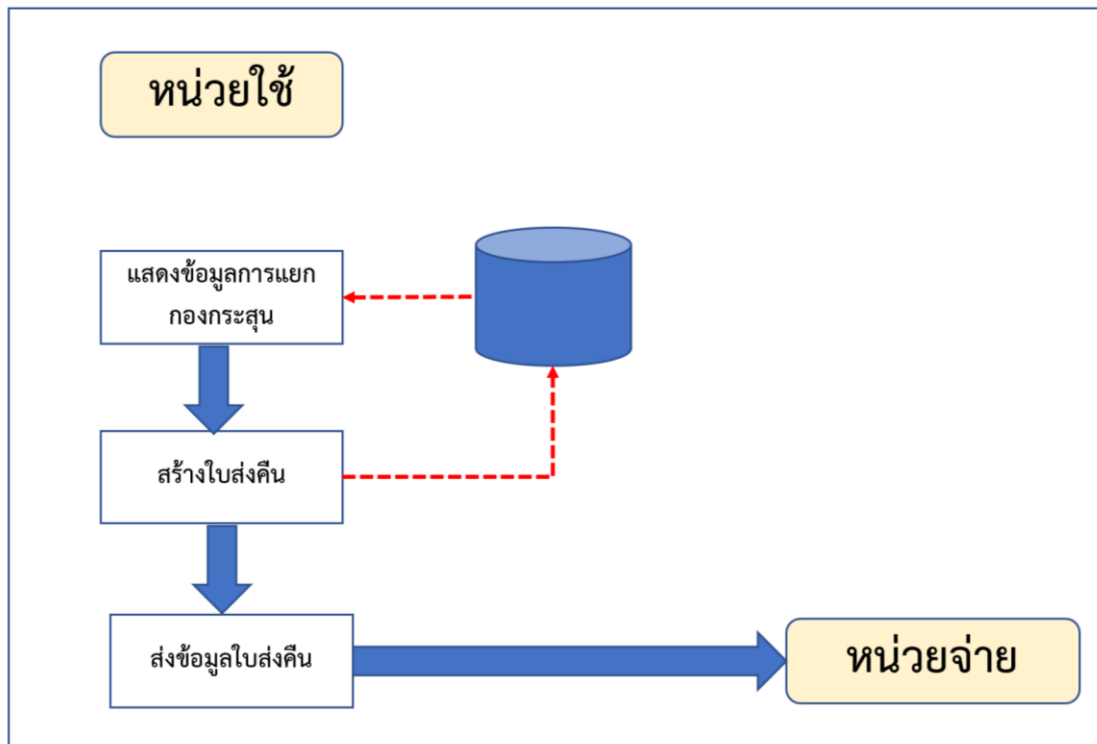 หน่วยใช้
แสดงข้อมูลการแยก
กองกระสุน
สร้างใบส่งคืน
ส่งข้อมูลใบส่งคืน
หน่วยจ่าย